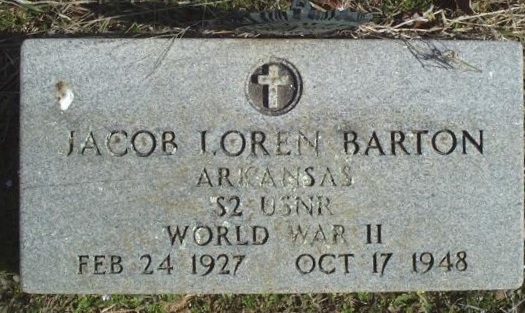 JACOB LOREN BARTON
ARKANSAS
S2 USNR
WORLD WAR II
FEB 24 1927 OCT 17 1948